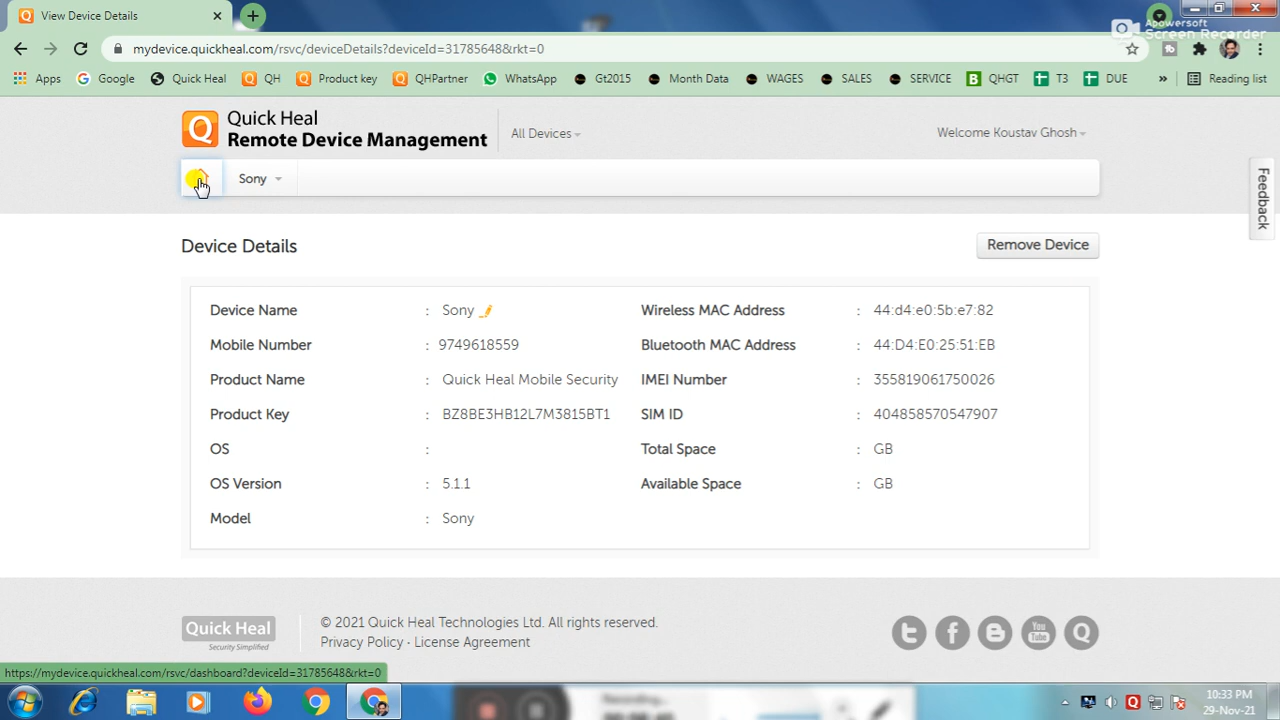 View Device Details
Apowersoft
Screen Recorder
mydevice.quickheal.com/rsvc/deviceDetails?deviceId=31785648&rkt=0
Apps
Google
Quick Heal
QH
Product key
QHPartner
WhatsApp
Gt2015
Month Data
WAGES
SALES
SERVICE
QHGT
T3
DUE
»
Reading list
Quick Heal
Remote Device Management
All Devices
Welcome Koustav Ghosh
Sony
Feedback
Device Details
Remove Device
Device Name : Sony
Wireless MAC Address : 44:d4:e0:5b:e7:82
Mobile Number : 9749618559
Bluetooth MAC Address : 44:D4:E0:25:51:EB
Product Name : Quick Heal Mobile Security
IMEI Number : 355819061750026
Product Key : BZ8BE3HB12L7M3815BT1
SIM ID : 404858570547907
OS :
Total Space : GB
OS Version : 5.1.1
Available Space : GB
Model : Sony
Quick Heal
Security Simplified
© 2021 Quick Heal Technologies Ltd. All rights reserved.
Privacy Policy · License Agreement
You
Tube
https://mydevice.quickheal.com/rsvc/dashboard?deviceId=31785648&rkt=0
Recording...
10:33 PM
29-Nov-21